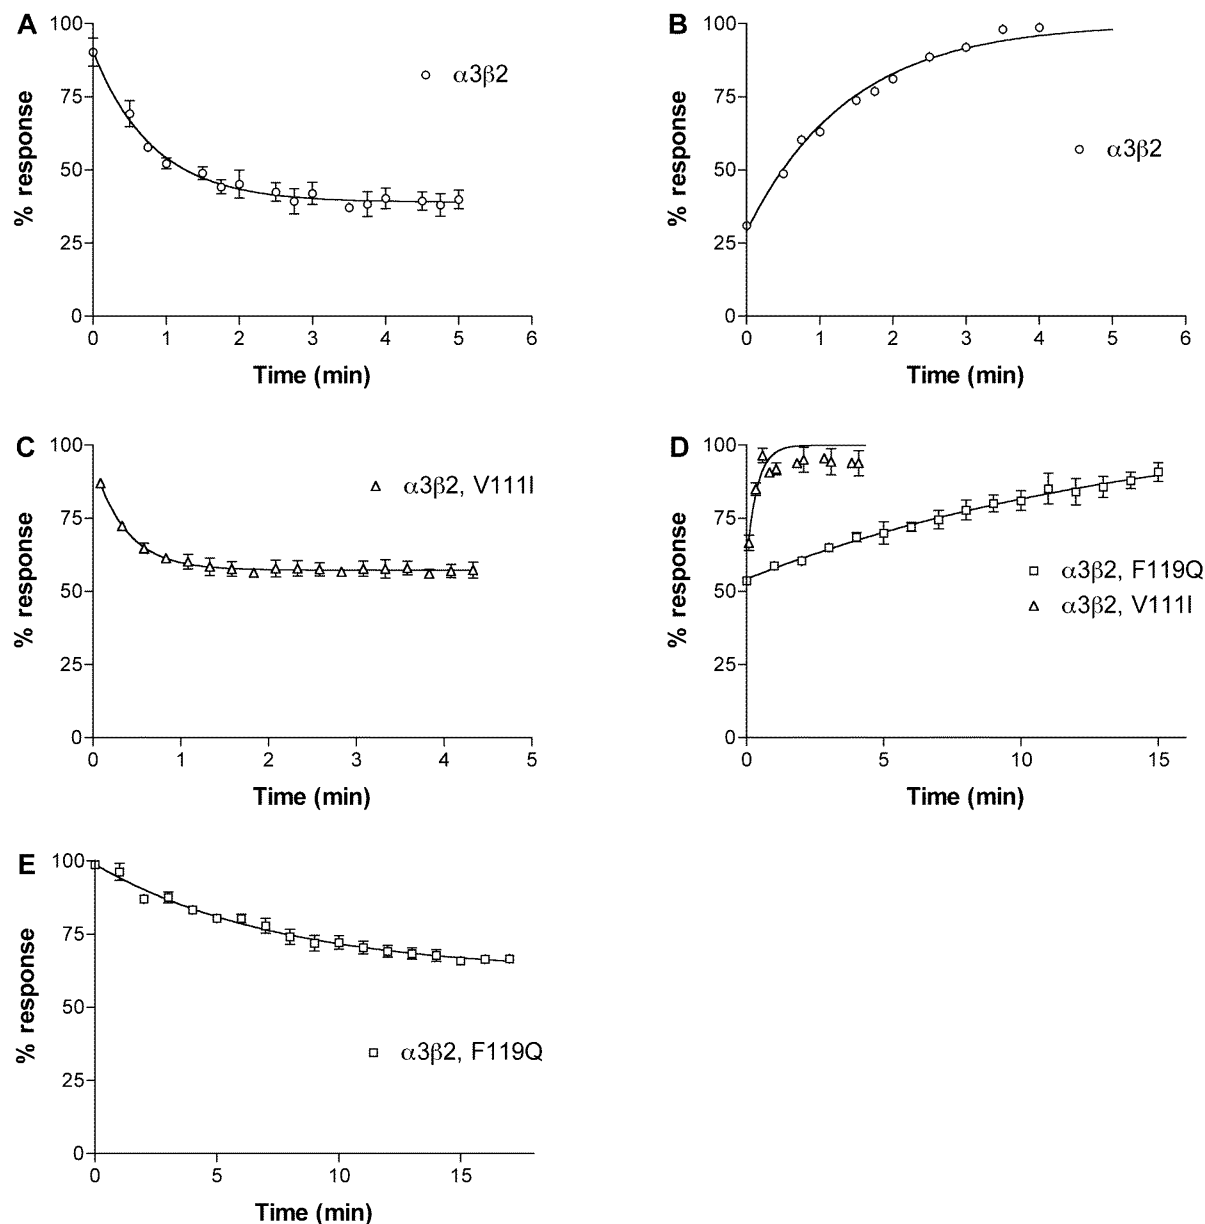 A
% response
100
75
50
25
0
α3β2
0 1 2 3 4 5 6
Time (min)
B
% response
100
75
50
25
0
α3β2
0 1 2 3 4 5 6
Time (min)
C
% response
100
75
50
25
0
α3β2, V111I
0 1 2 3 4 5
Time (min)
D
% response
100
75
50
25
0
α3β2, F119Q
α3β2, V111I
0 5 10 15
Time (min)
E
% response
100
75
50
25
0
α3β2, F119Q
0 5 10 15
Time (min)